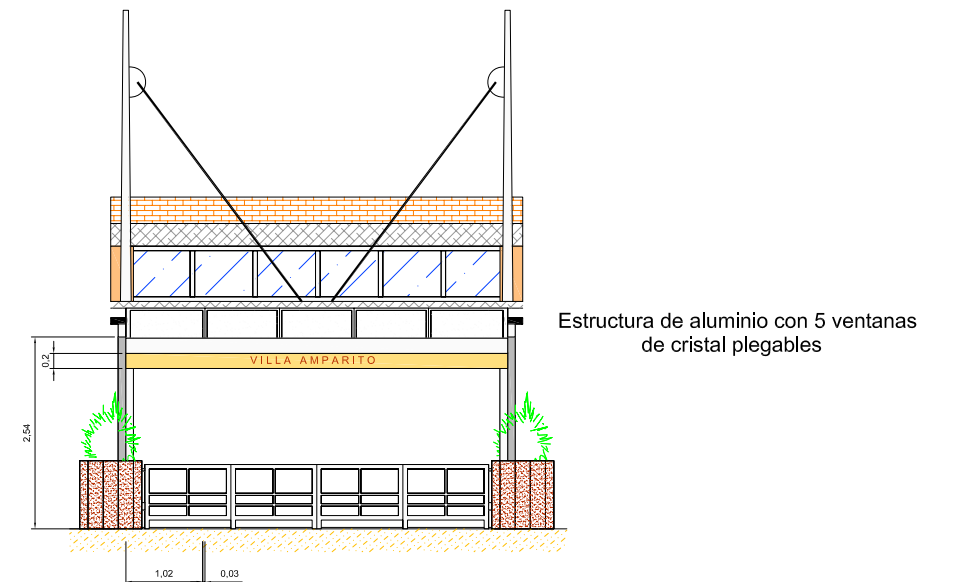 Estructura de aluminio con 5 ventanas
de cristal plegables
VILLA AMPARITO
0,2
2,54
1,02
0,03